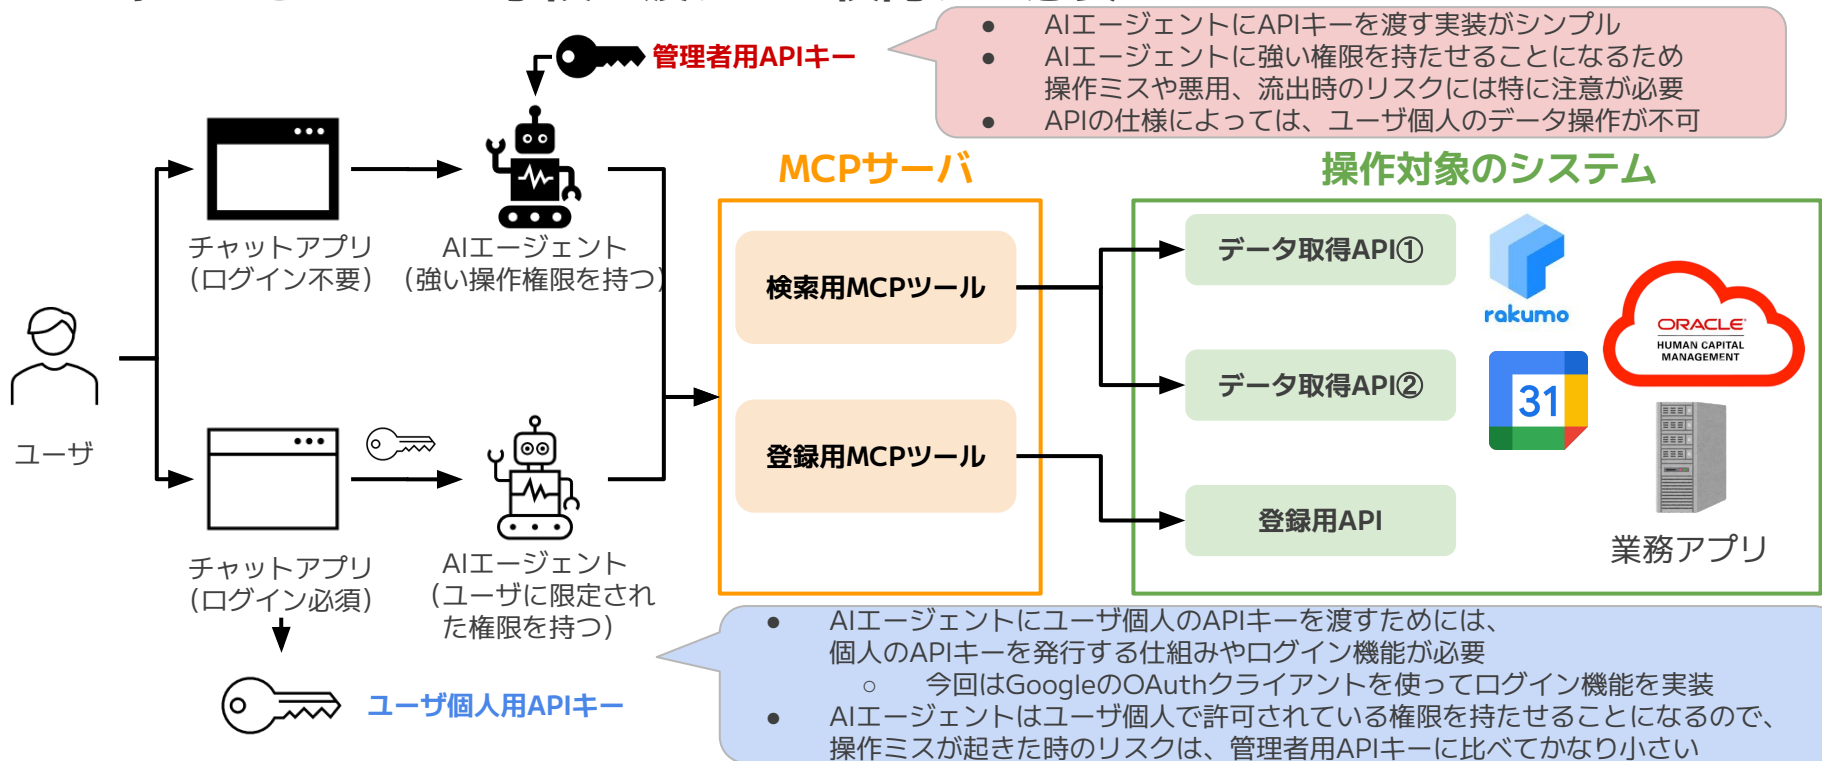 管理者用APIキー
● AIエージェントにAPIキーを渡す実装がシンプル
● AIエージェントに強い権限を持たせることになるため
操作ミスや悪用、流出時のリスクには特に注意が必要
● APIの仕様によっては、ユーザ個人のデータ操作が不可
チャットアプリ
（ログイン不要）
AIエージェント
（強い操作権限を持つ）
MCPサーバ
操作対象のシステム
検索用MCPツール
登録用MCPツール
データ取得API①
データ取得API②
登録用API
rakumo
ORACLE
HUMAN CAPITAL
MANAGEMENT
31
業務アプリ
ユーザ
チャットアプリ
（ログイン必須）
AIエージェント
（ユーザに限定され
た権限を持つ）
ユーザ個人用APIキー
● AIエージェントにユーザ個人のAPIキーを渡すためには、
個人のAPIキーを発行する仕組みやログイン機能が必要
○ 今回はGoogleのOAuthクライアントを使ってログイン機能を実装
● AIエージェントはユーザ個人で許可されている権限を持たせることになるので、
操作ミスが起きた時のリスクは、管理者用APIキーに比べてかなり小さい